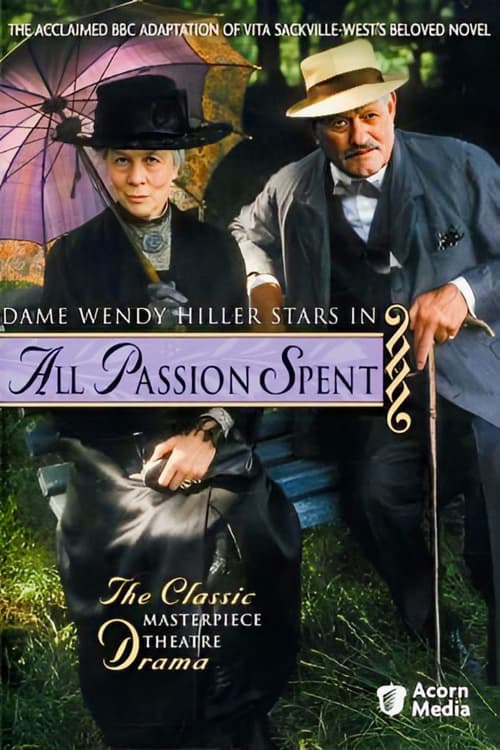 THE ACCLAIMED BBC ADAPTATION OF VITA SACKVILLE-WEST'S BELOVED NOVEL
DAME WENDY HILLER STARS IN
ALL PASSION SPENT
The Classic
MASTERPIECE
THEATRE
Drama
Acorn
Media